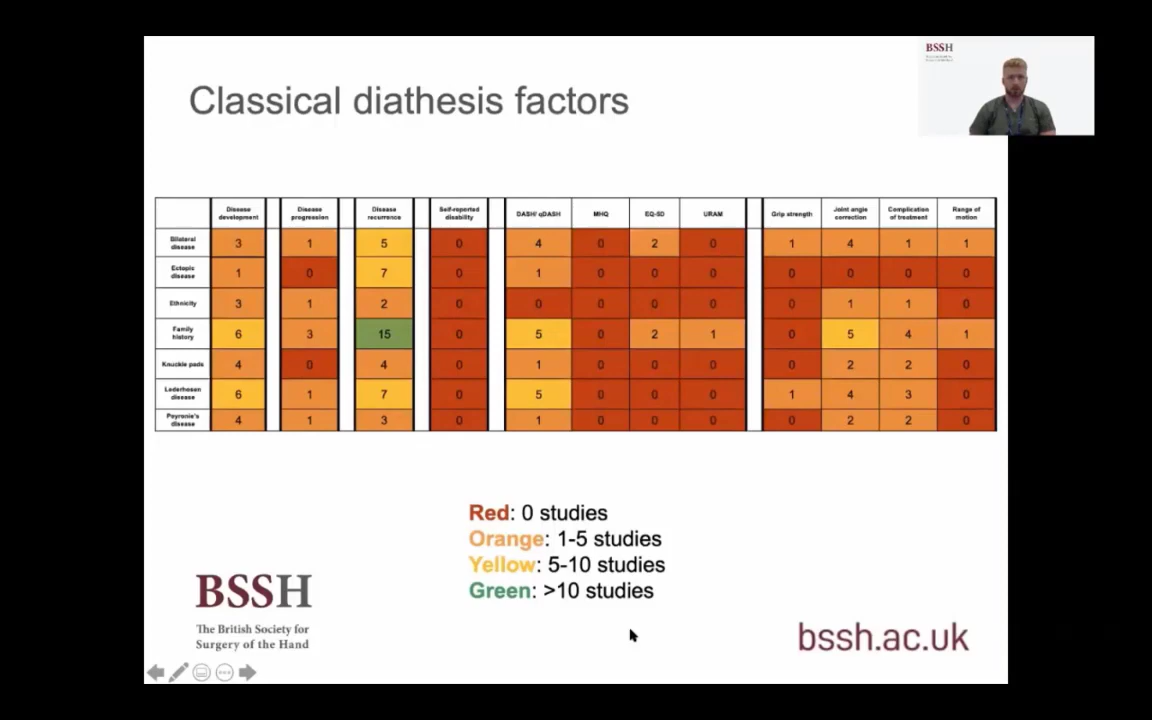 BSSH
Classical diathesis factors
Disease development Disease progression Disease recurrence Self-reported disability DASH/ qDASH MHQ EQ-5D URAM Grip strength Joint angle correction Complication of treatment Range of motion
Bilateral disease 3 1 5 0 4 0 2 0 1 4 1 1
Ectopic disease 1 0 7 0 1 0 0 0 0 0 0 0
Ethnicity 3 1 2 0 0 0 0 0 0 1 1 0
Family history 6 3 15 0 5 0 2 1 0 5 4 1
Knuckle pads 4 0 4 0 1 0 0 0 0 2 2 0
Lederhosen disease 6 1 7 0 5 0 0 0 1 4 3 0
Peyronie's disease 4 1 3 0 1 0 0 0 0 2 2 0
Red: 0 studies
Orange: 1-5 studies
Yellow: 5-10 studies
Green: >10 studies
BSSH
The British Society for
Surgery of the Hand
bssh.ac.uk